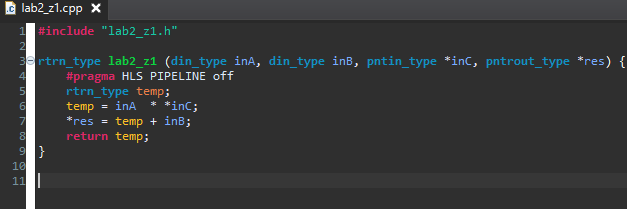 .c lab2_z1.cpp
1 #include "lab2_z1.h"
2
3 rtrn_type lab2_z1 (din_type inA, din_type inB, pntin_type *inC, pntrout_type *res) {
4     #pragma HLS PIPELINE off
5     rtrn_type temp;
6     temp = inA  * *inC;
7     *res = temp + inB;
8     return temp;
9 }
10
11